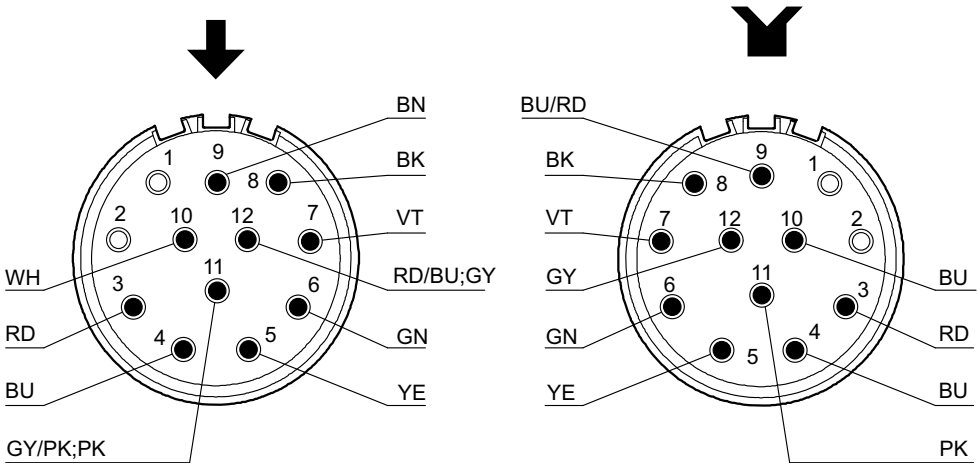 BN
BK
VT
RD/BU;GY
GN
YE
WH
RD
BU
GY/PK;PK
1
9
8
2
10
12
7
11
3
6
4
5
BU/RD
BK
VT
GY
GN
YE
BU
RD
BU
PK
9
1
8
7
12
10
2
11
6
3
5
4